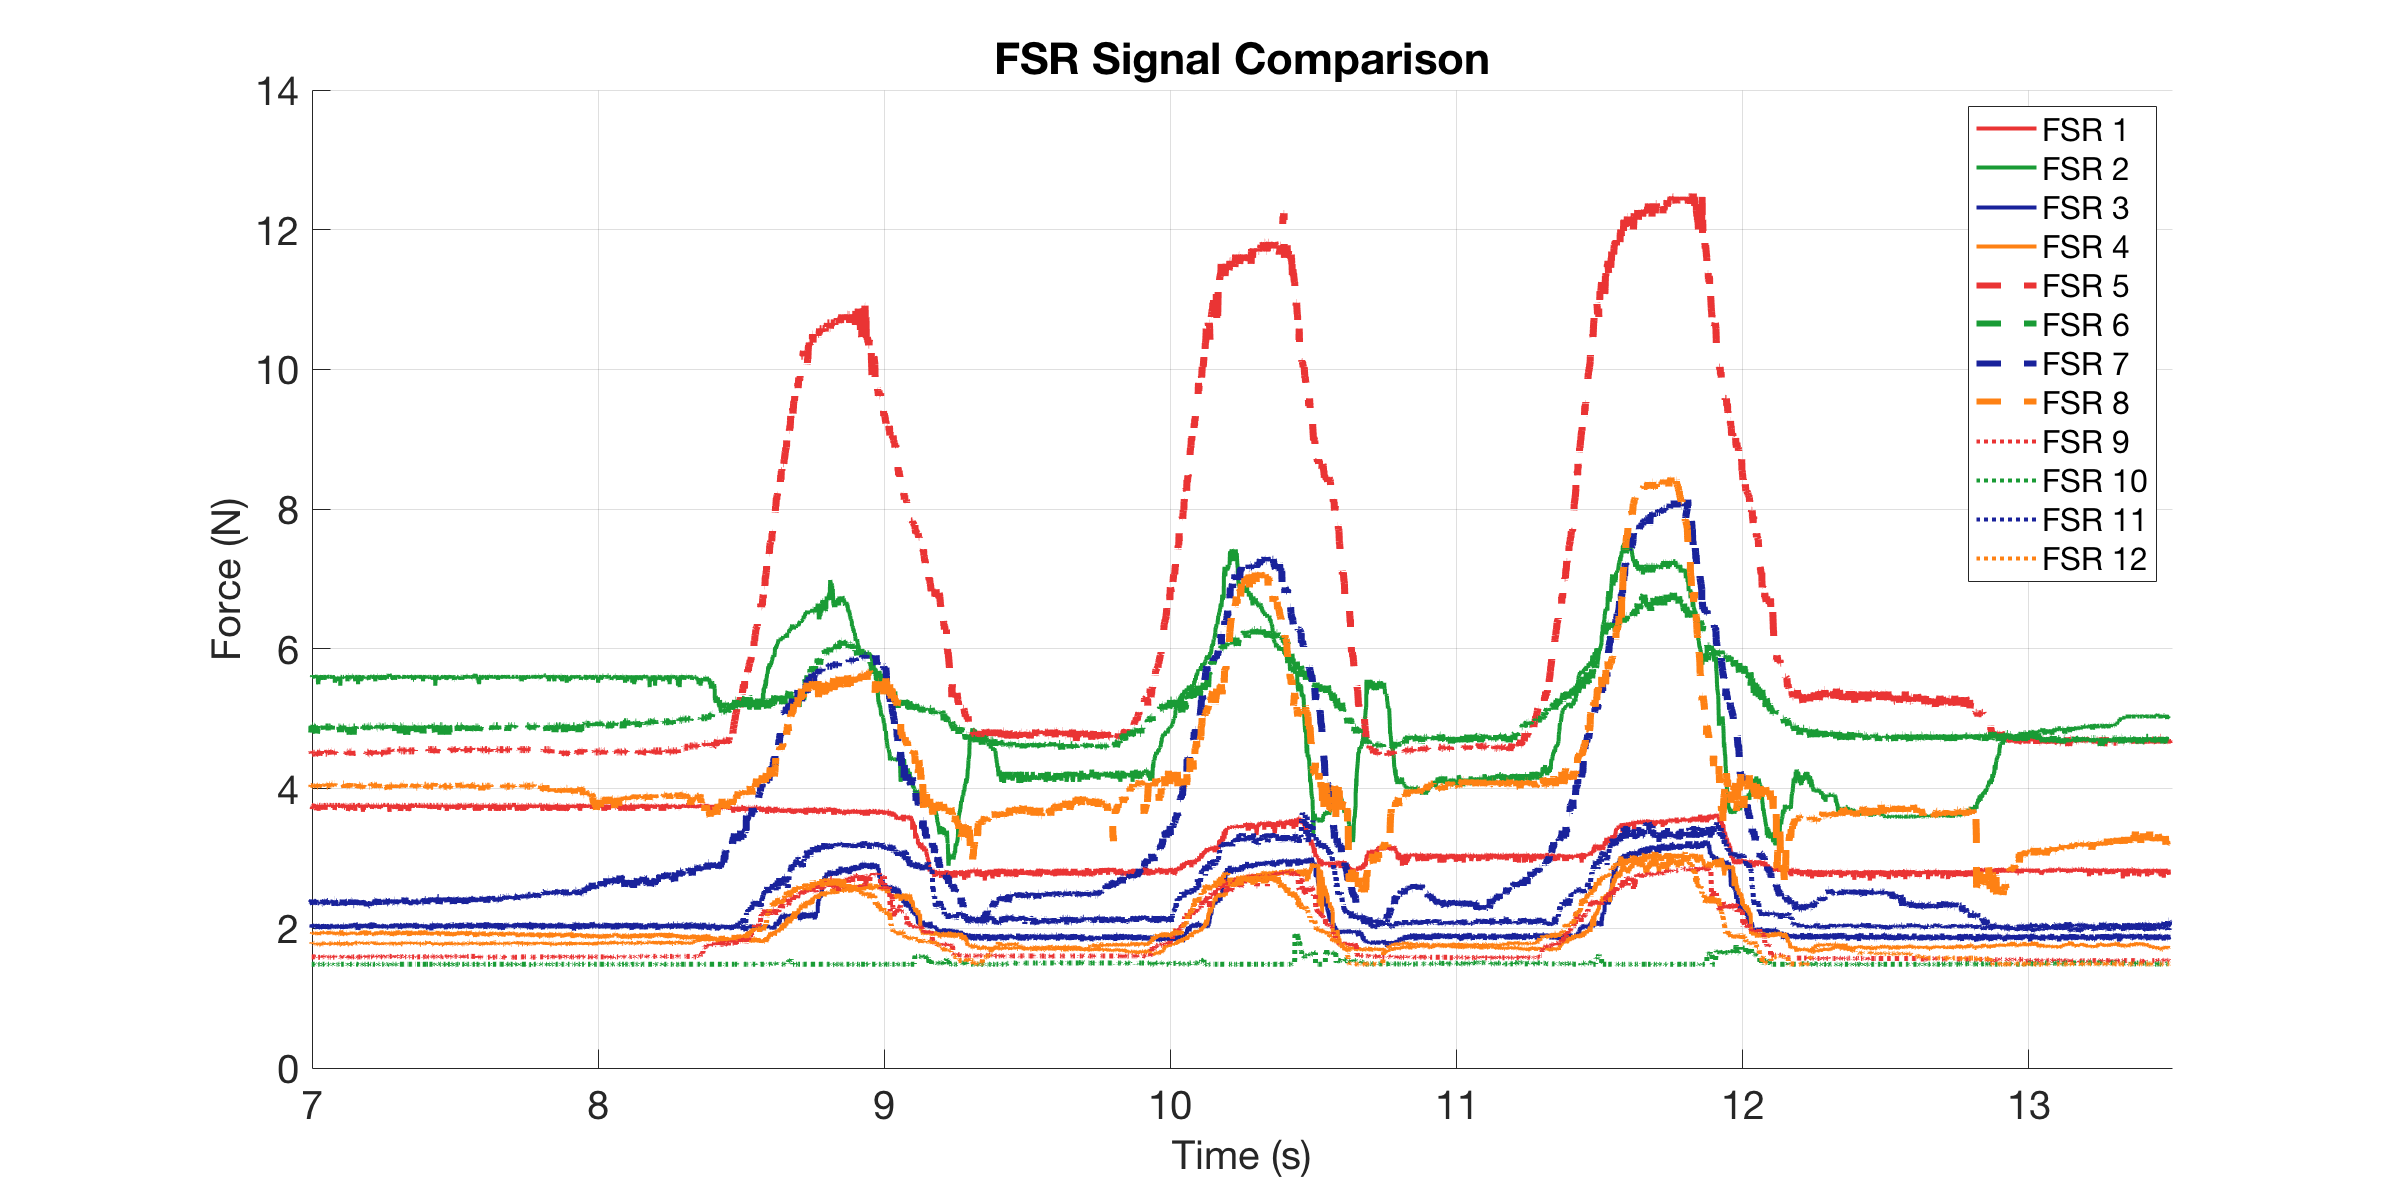 FSR Signal Comparison
14
12
10
8
6
4
2
0
Force (N)
7 8 9 10 11 12 13
Time (s)
FSR 1
FSR 2
FSR 3
FSR 4
FSR 5
FSR 6
FSR 7
FSR 8
FSR 9
FSR 10
FSR 11
FSR 12